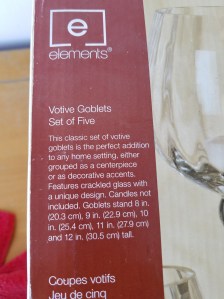 e
elements®
Votive Goblets
Set of Five
This classic set of votive
goblets is the perfect addition
to any home setting, either
grouped as a centerpiece
or as decorative accents.
Features crackled glass with
a unique design. Candles not
included. Goblets stand 8 in.
(20.3 cm), 9 in. (22.9 cm), 10
in. (25.4 cm), 11 in. (27.9 cm)
and 12 in. (30.5 cm) tall.
Coupes votifs
Jeu de cinq